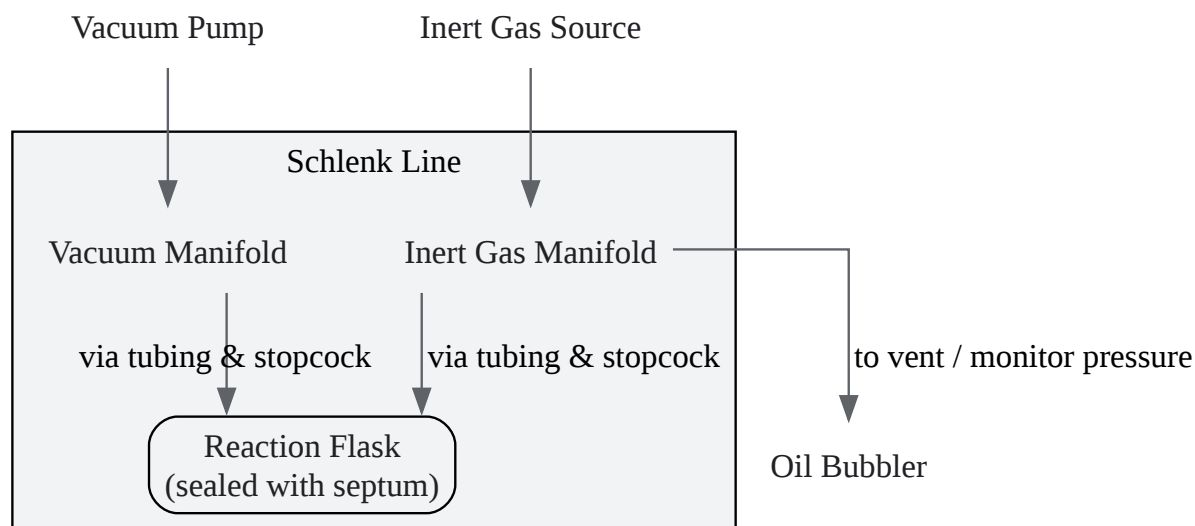 Vacuum Pump
Inert Gas Source
Schlenk Line
Vacuum Manifold
Inert Gas Manifold
via tubing & stopcock
via tubing & stopcock
to vent / monitor pressure
Reaction Flask
(sealed with septum)
Oil Bubbler